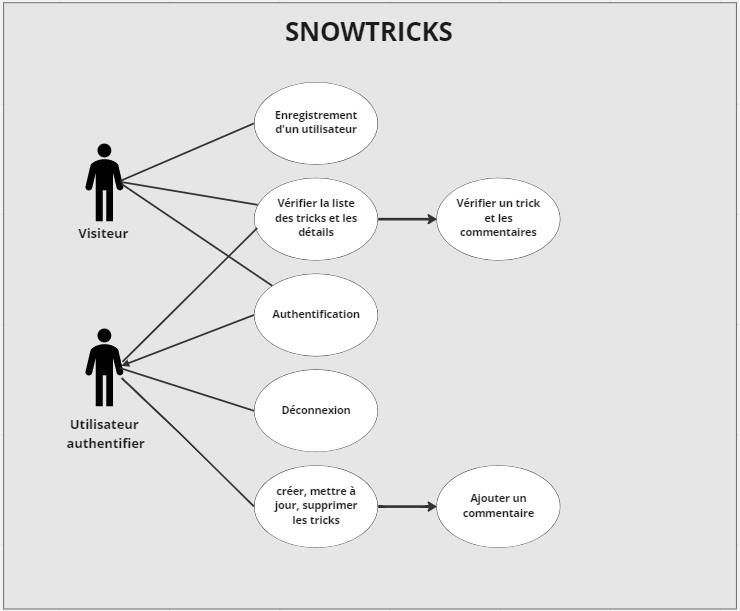 SNOWTRICKS
Enregistrement
d'un utilisateur
Vérifier la liste
des tricks et les
détails
Vérifier un trick
et les
commentaires
Visiteur
Authentification
Déconnexion
Utilisateur
authentifier
créer, mettre à
jour, supprimer
les tricks
Ajouter un
commentaire